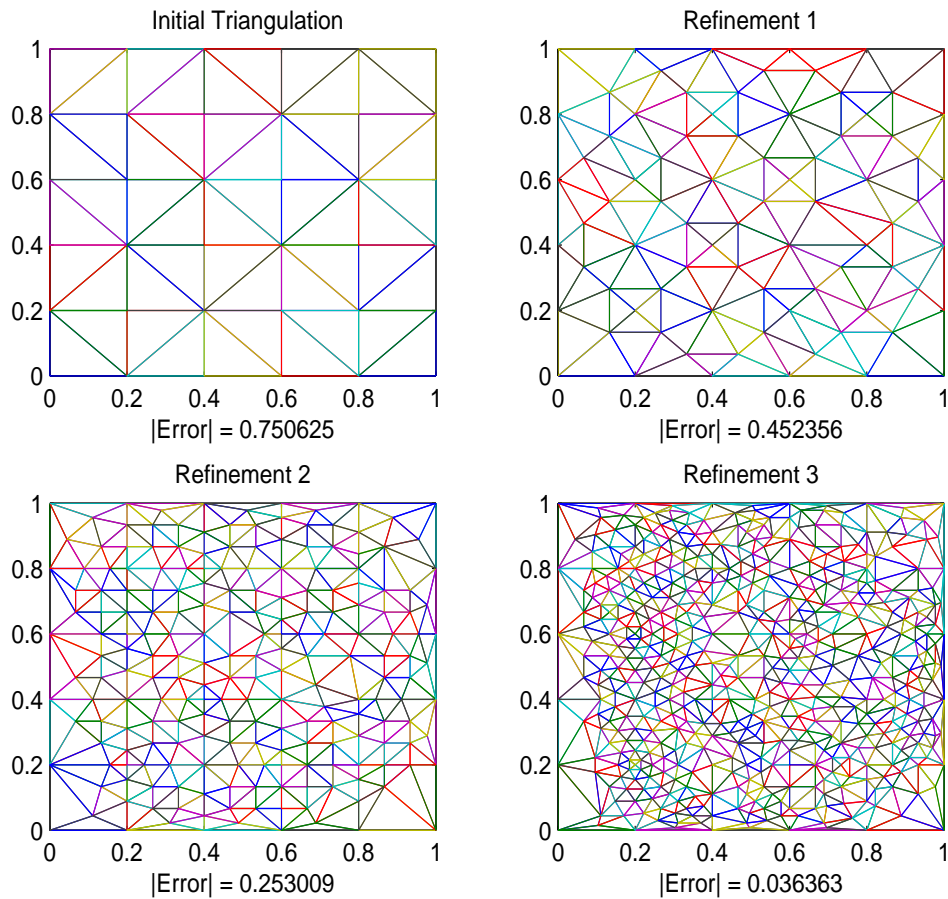 Initial Triangulation
1
0.8
0.6
0.4
0.2
0
0 0.2 0.4 0.6 0.8 1
|Error| = 0.750625
Refinement 1
1
0.8
0.6
0.4
0.2
0
0 0.2 0.4 0.6 0.8 1
|Error| = 0.452356
Refinement 2
1
0.8
0.6
0.4
0.2
0
0 0.2 0.4 0.6 0.8 1
|Error| = 0.253009
Refinement 3
1
0.8
0.6
0.4
0.2
0
0 0.2 0.4 0.6 0.8 1
|Error| = 0.036363